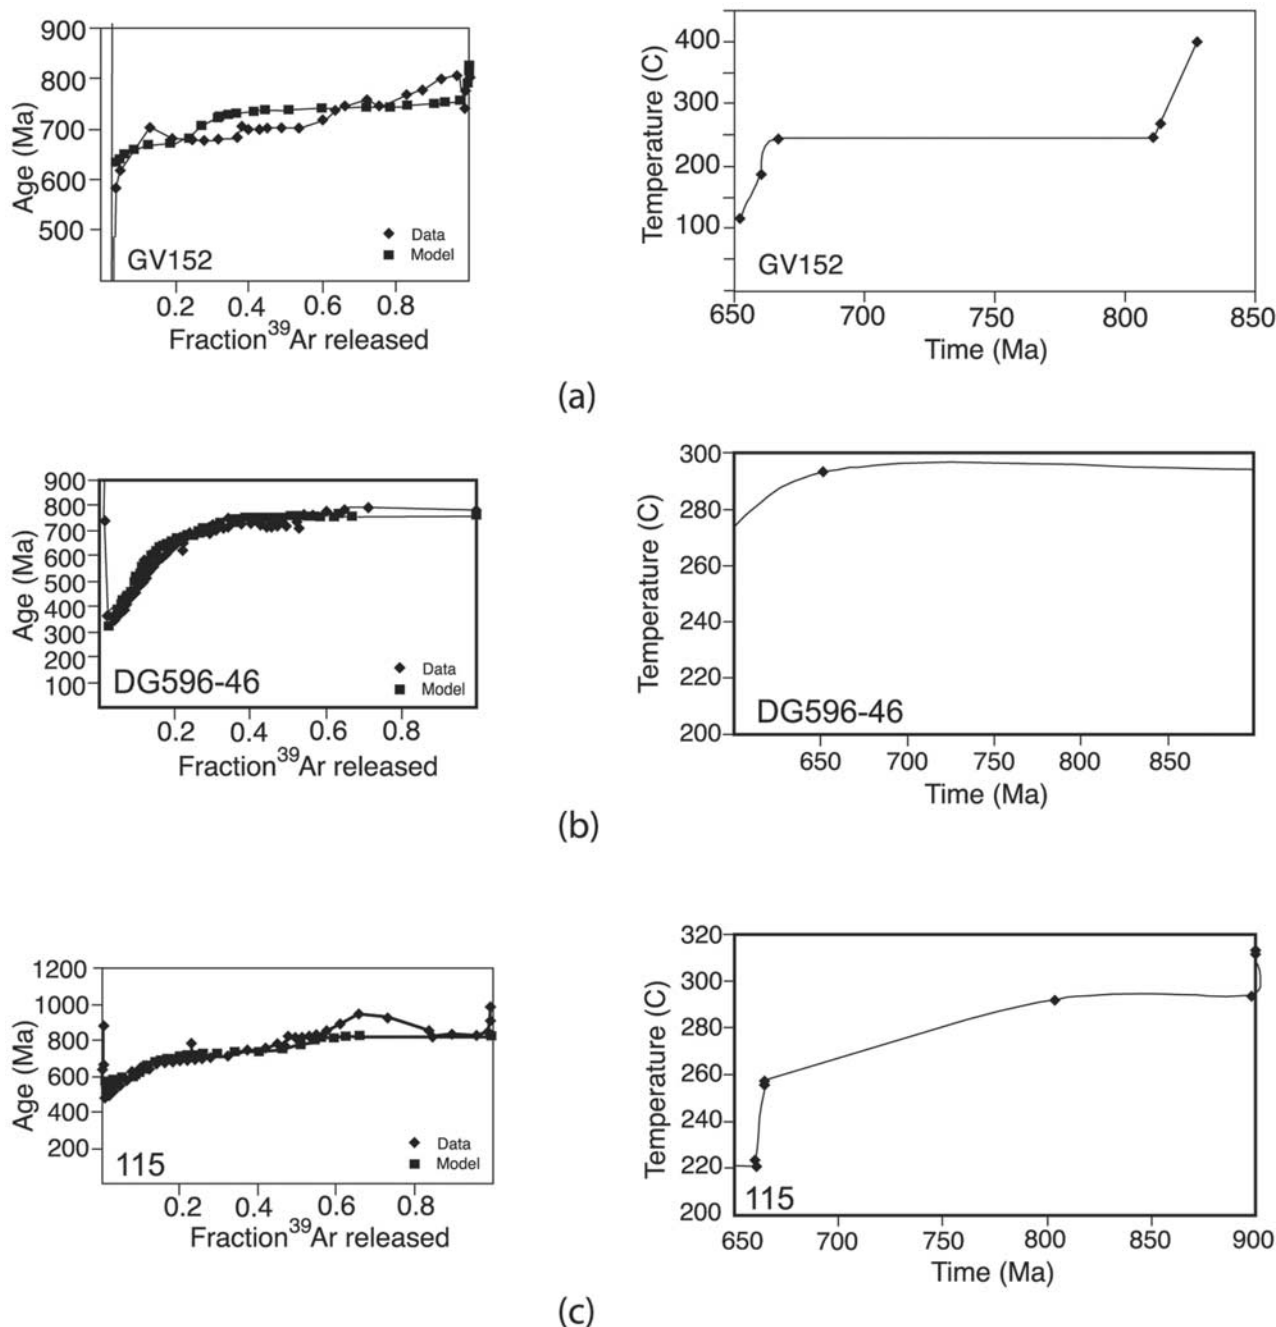 900
800
700
600
500
Age (Ma)
GV152
Data
Model
0.2 0.4 0.6 0.8
Fraction ³⁹Ar released
400
300
200
100
Temperature (C)
GV152
650 700 750 800 850
Time (Ma)
(a)
900
800
700
600
500
400
300
200
100
Age (Ma)
DG596-46
Data
Model
0.2 0.4 0.6 0.8
Fraction ³⁹Ar released
300
280
260
240
220
200
Temperature (C)
DG596-46
650 700 750 800 850
Time (Ma)
(b)
1200
1000
800
600
400
200
Age (Ma)
115
Data
Model
0.2 0.4 0.6 0.8
Fraction ³⁹Ar released
320
300
280
260
240
220
200
Temperature (C)
115
650 700 750 800 850 900
Time (Ma)
(c)